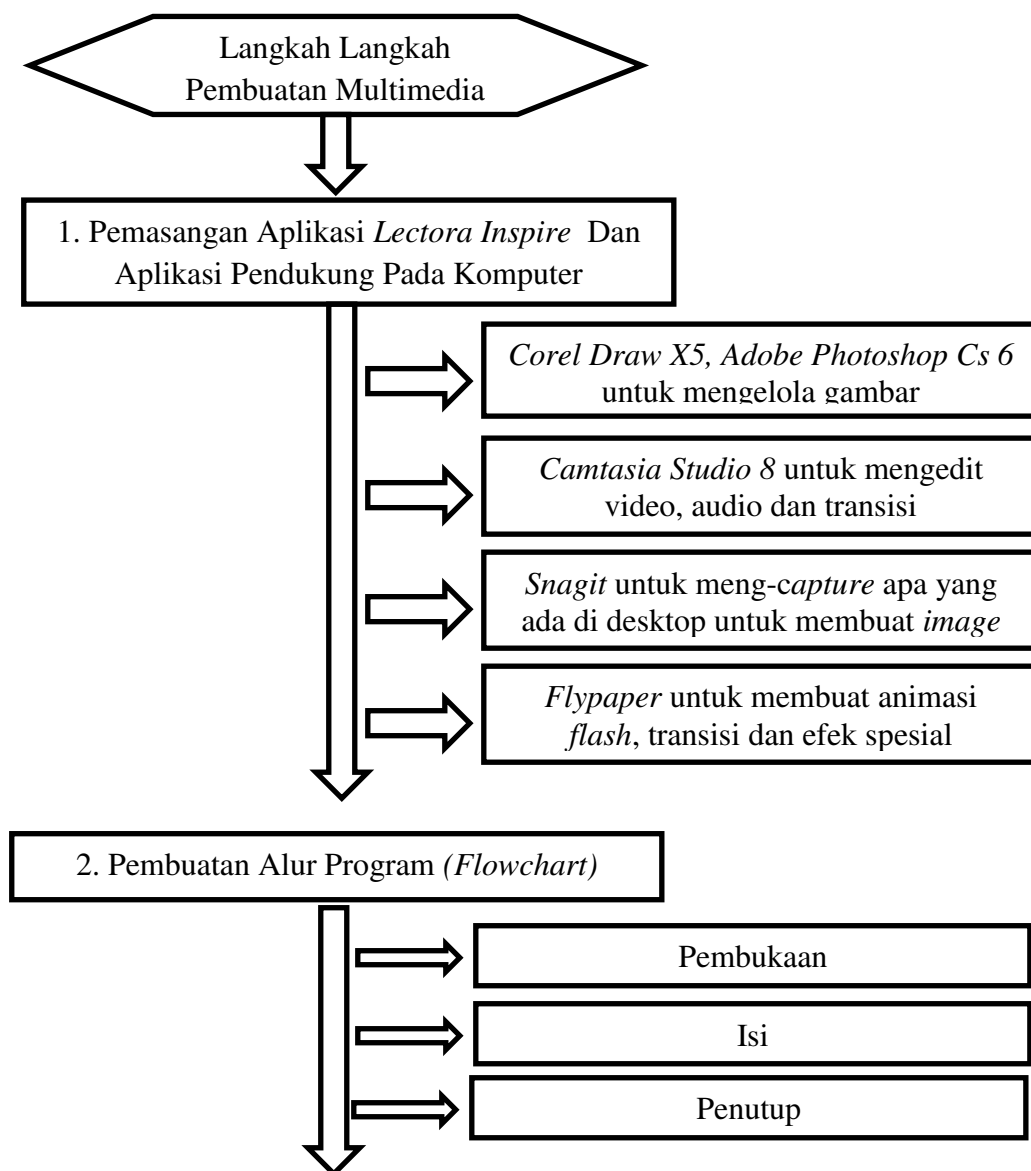 Langkah Langkah
Pembuatan Multimedia
1. Pemasangan Aplikasi Lectora Inspire Dan
Aplikasi Pendukung Pada Komputer
Corel Draw X5, Adobe Photoshop Cs 6
untuk mengelola gambar
Camtasia Studio 8 untuk mengedit
video, audio dan transisi
Snagit untuk meng-capture apa yang
ada di desktop untuk membuat image
Flypaper untuk membuat animasi
flash, transisi dan efek spesial
2. Pembuatan Alur Program (Flowchart)
Pembukaan
Isi
Penutup